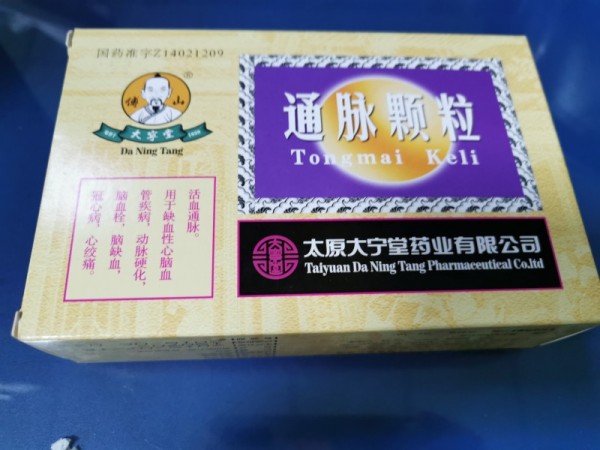 国药准字Z14021209
®
傅山
大宁堂
Da Ning Tang
通脉颗粒
Tongmai Keli
活血通脉。
用于缺血性心脑血
管疾病，动脉硬化，
脑血栓，脑缺血，
冠心病，心绞痛。
太原大宁堂药业有限公司
Taiyuan Da Ning Tang Pharmaceutical Co.ltd